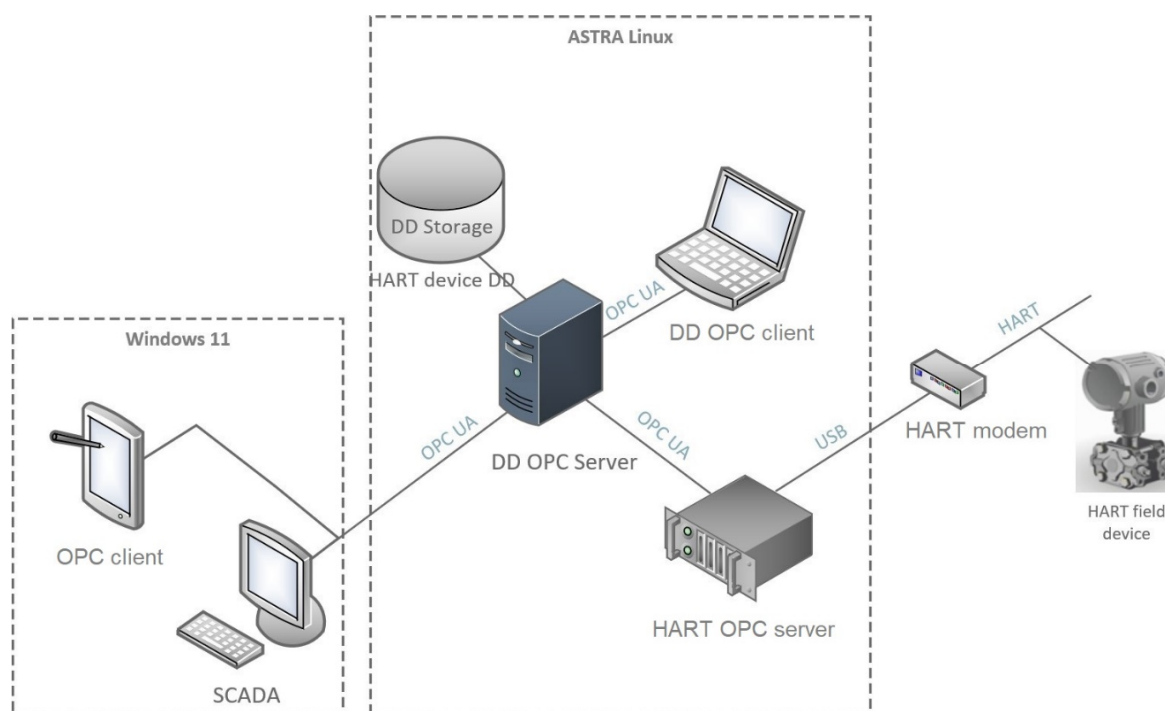 ASTRA Linux
DD Storage
HART device DD
OPC UA
DD OPC client
HART
Windows 11
HART modem
OPC UA
OPC UA
USB
DD OPC Server
HART field
device
OPC client
HART OPC server
SCADA